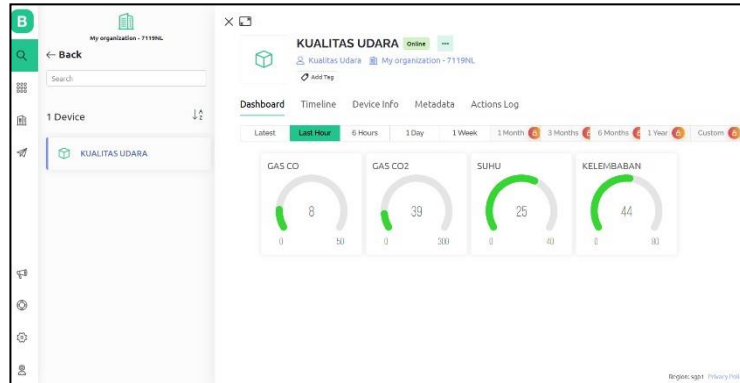 B
My organization - 7119NL
← Back
Search
1 Device
KUALITAS UDARA
KUALITAS UDARA Online
Kualitas Udara My organization - 7119NL
Add Tag
Dashboard Timeline Device Info Metadata Actions Log
Latest Last Hour 6 Hours 1 Day 1 Week 1 Month 3 Months 6 Months 1 Year Custom
GAS CO
8
0 50
GAS CO2
39
0
SUHU
25
0 40
KELEMBABAN
44
0
Region: sgp1 Privacy